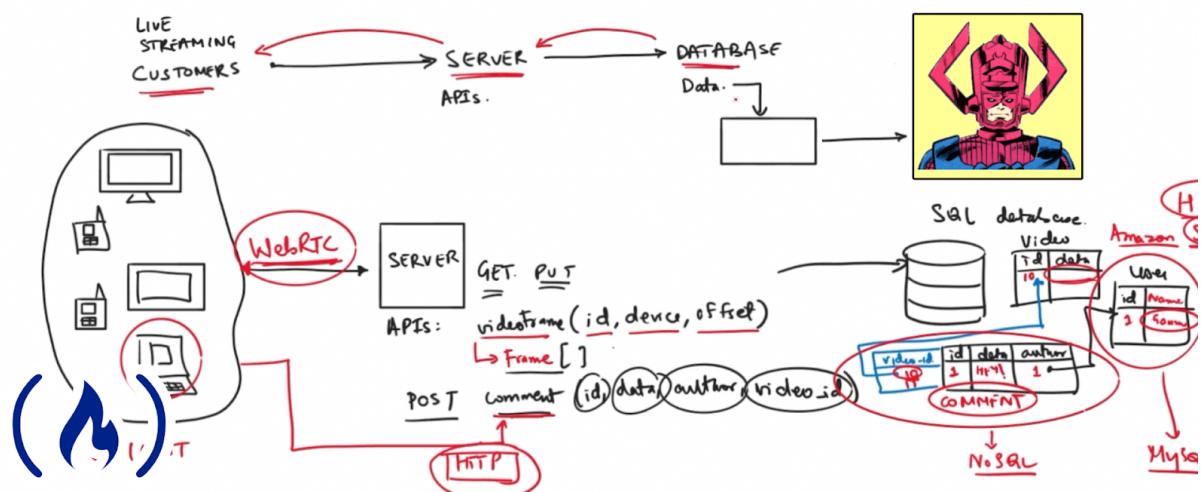 LIVE
STREAMING
CUSTOMERS
SERVER
APIs.
DATABASE
Data.
WebRTC
SERVER
GET PUT
APIs: videoFrame (id, device, offset)
Frame []
POST comment (id, data, author, video_id)
HTTP
SQL database.
Video
id data
10
Amazon
H
User
id Name
1
video_id id data author
10 1 HEY! 1
COMMENT
NoSQL
MySQ